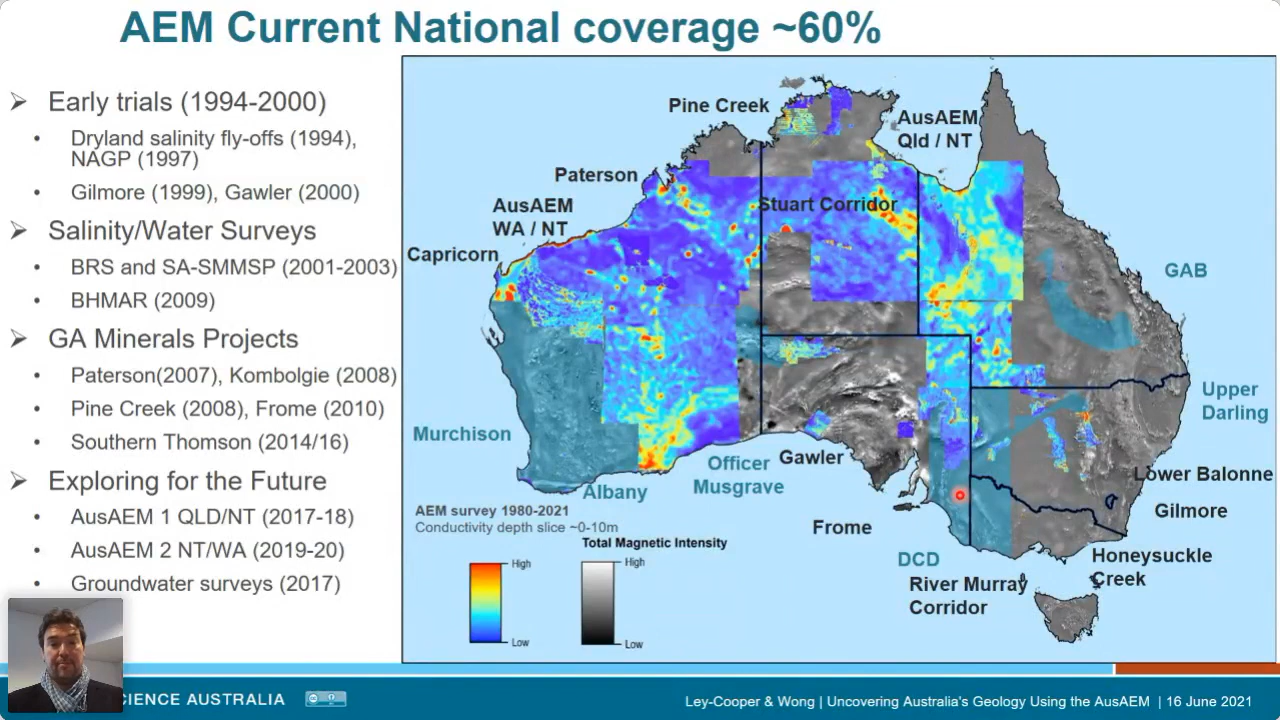 AEM Current National coverage ~60%
Early trials (1994-2000)
Dryland salinity fly-offs (1994),
NAGP (1997)
Gilmore (1999), Gawler (2000)
Salinity/Water Surveys
BRS and SA-SMMSP (2001-2003)
BHMAR (2009)
GA Minerals Projects
Paterson(2007), Kombolgie (2008)
Pine Creek (2008), Frome (2010)
Southern Thomson (2014/16)
Exploring for the Future
AusAEM 1 QLD/NT (2017-18)
AusAEM 2 NT/WA (2019-20)
Groundwater surveys (2017)
Pine Creek
AusAEM
Qld / NT
Paterson
AusAEM
WA / NT
Stuart Corridor
Capricorn
GAB
Upper
Darling
Murchison
Officer
Musgrave
Gawler
Lower Balonne
Albany
Gilmore
Frome
DCD
Honeysuckle
Creek
River Murray
Corridor
AEM survey 1980-2021
Conductivity depth slice ~0-10m
High
Low
Total Magnetic Intensity
High
Low
CIENCE AUSTRALIA
Ley-Cooper & Wong | Uncovering Australia's Geology Using the AusAEM | 16 June 2021